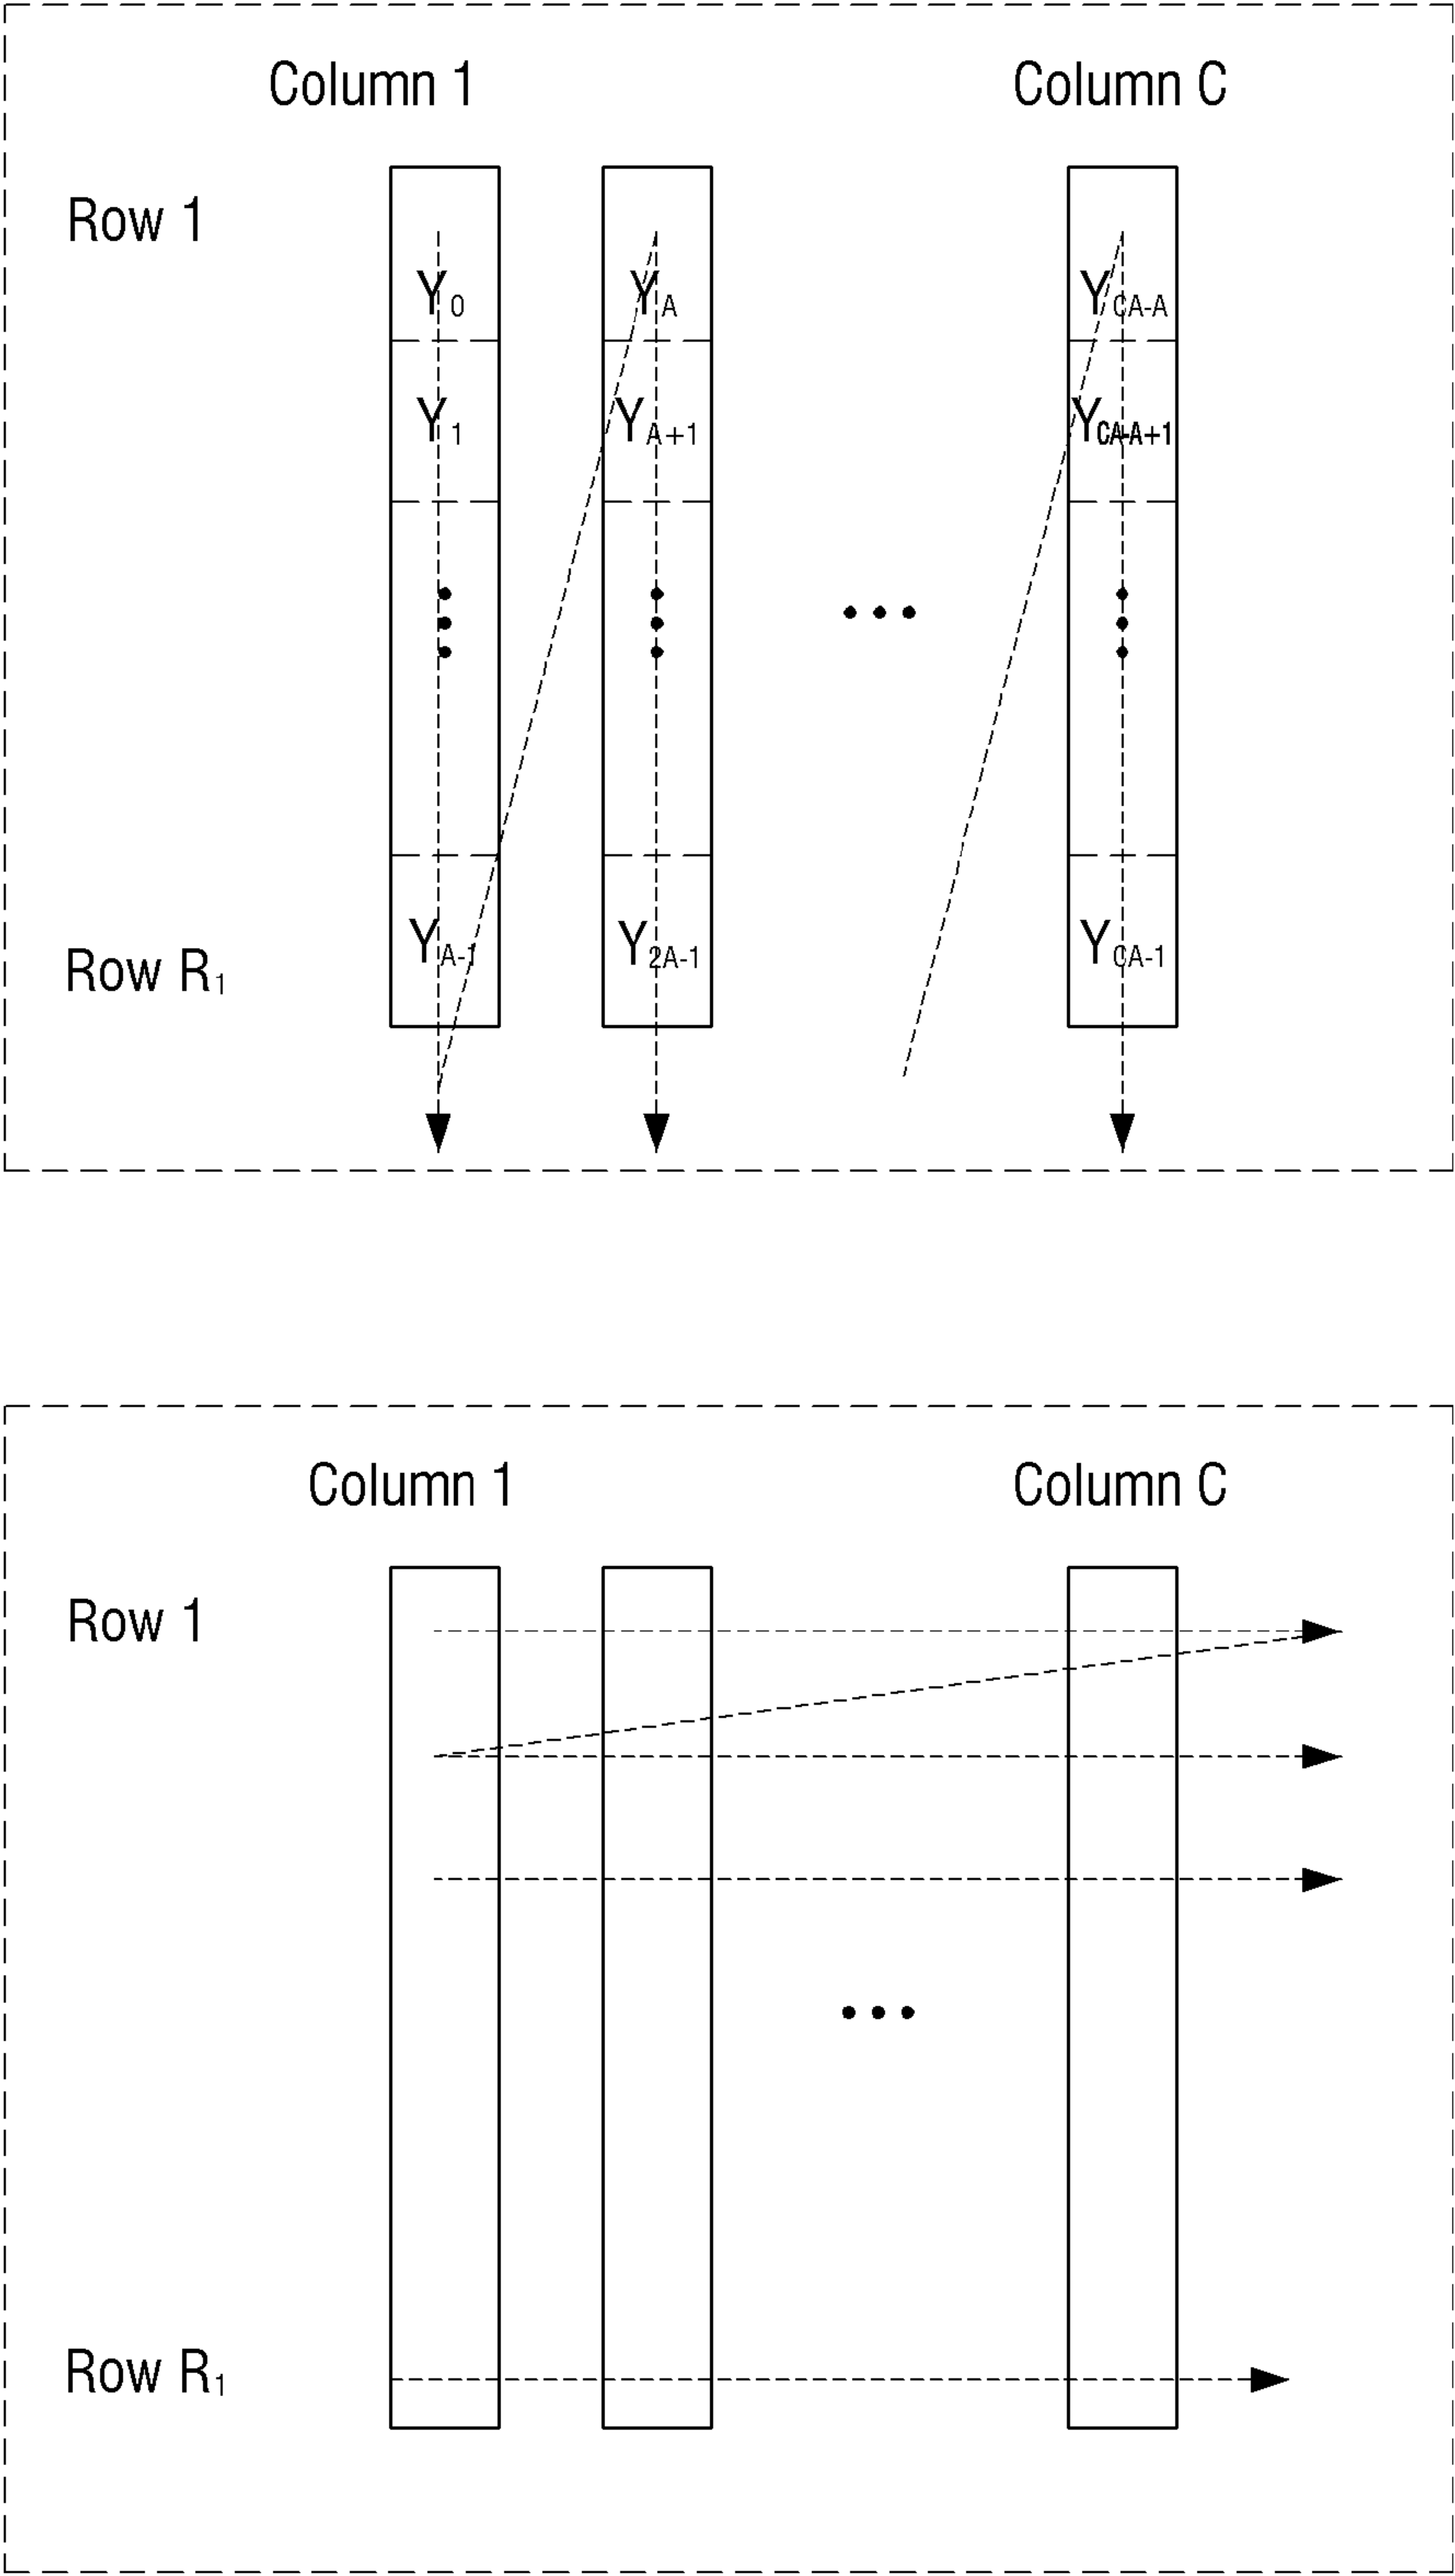 Column 1 Column C
Row 1
Y0 YA YCA-A
Y1 YA+1 YCA-A+1
YA-1 Y2A-1 YCA-1
Row R1
Column 1 Column C
Row 1
Row R1